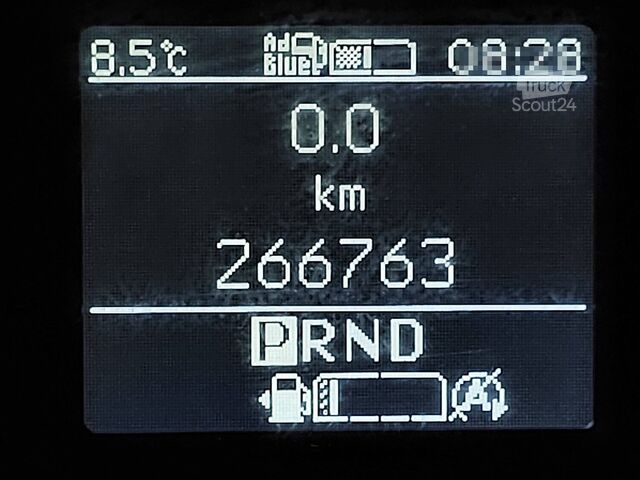 8.5°C Ad Blue 08:28
Truck
Scout24
0.0
km
266763
PRND
A